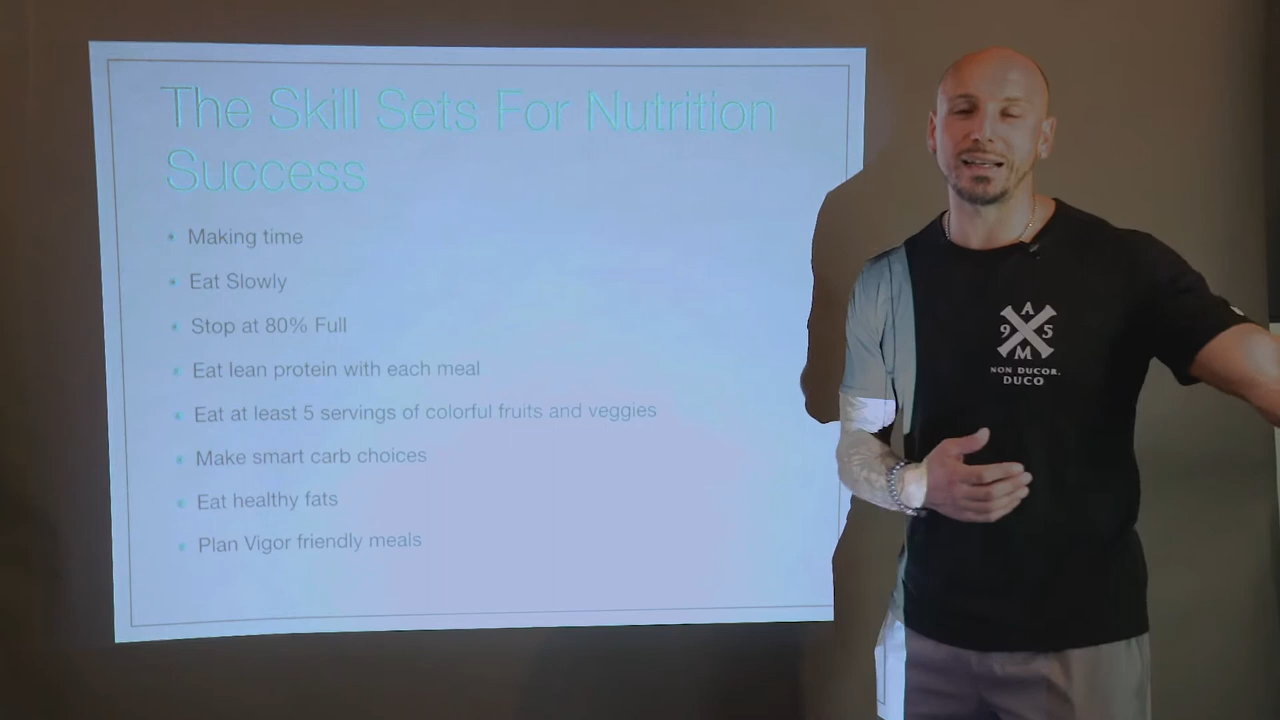 The Skill Sets For Nutrition
Success
• Making time
• Eat Slowly
• Stop at 80% Full
• Eat lean protein with each meal
• Eat at least 5 servings of colorful fruits and veggies
• Make smart carb choices
• Eat healthy fats
• Plan Vigor friendly meals
A
9 5
M
NON DUCOR,
DUCO